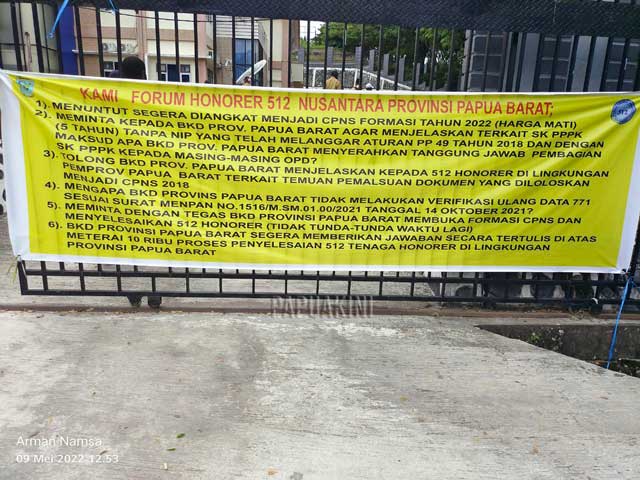 KAMI FORUM HONORER 512 NUSANTARA PROVINSI PAPUA BARAT;
1). MENUNTUT SEGERA DIANGKAT MENJADI CPNS FORMASI TAHUN 2022 (HARGA MATI)
2). MEMINTA KEPADA BKD PROV. PAPUA BARAT AGAR MENJELASKAN TERKAIT SK PPPK
(5 TAHUN) TANPA NIP YANG TELAH MELANGGAR ATURAN PP 49 TAHUN 2018 DAN DENGAN
MAKSUD APA BKD PROV. PAPUA BARAT MENYERAHKAN TANGGUNG JAWAB PEMBAGIAN
SK PPPK KEPADA MASING-MASING OPD?
3). TOLONG BKD PROV. PAPUA BARAT MENJELASKAN KEPADA 512 HONORER DI LINGKUNGAN
PEMPROV PAPUA BARAT TERKAIT TEMUAN PEMALSUAN DOKUMEN YANG DILOLOSKAN
MENJADI CPNS 2018
4). MENGAPA BKD PROVINS PAPUA BARAT TIDAK MELAKUKAN VERIFIKASI ULANG DATA 771
SESUAI SURAT MENPAN NO.1516/M.SM.01.00/2021 TANGGAL 14 OKTOBER 2021?
5). MEMINTA DENGAN TEGAS BKD PROVINSI PAPUA BARAT MEMBUKA FORMASI CPNS DAN
MENYELESAIKAN 512 HONORER (TIDAK TUNDA-TUNDA WAKTU LAGI)
6). BKD PROVINSI PAPUA BARAT SEGERA MEMBERIKAN JAWABAN SECARA TERTULIS DI ATAS
METERAI 10 RIBU PROSES PENYELESAIAN 512 TENAGA HONORER DI LINGKUNGAN
PROVINSI PAPUA BARAT
512
PAPUAKINI
Arman Namsa
09 Mei 2022 12.53